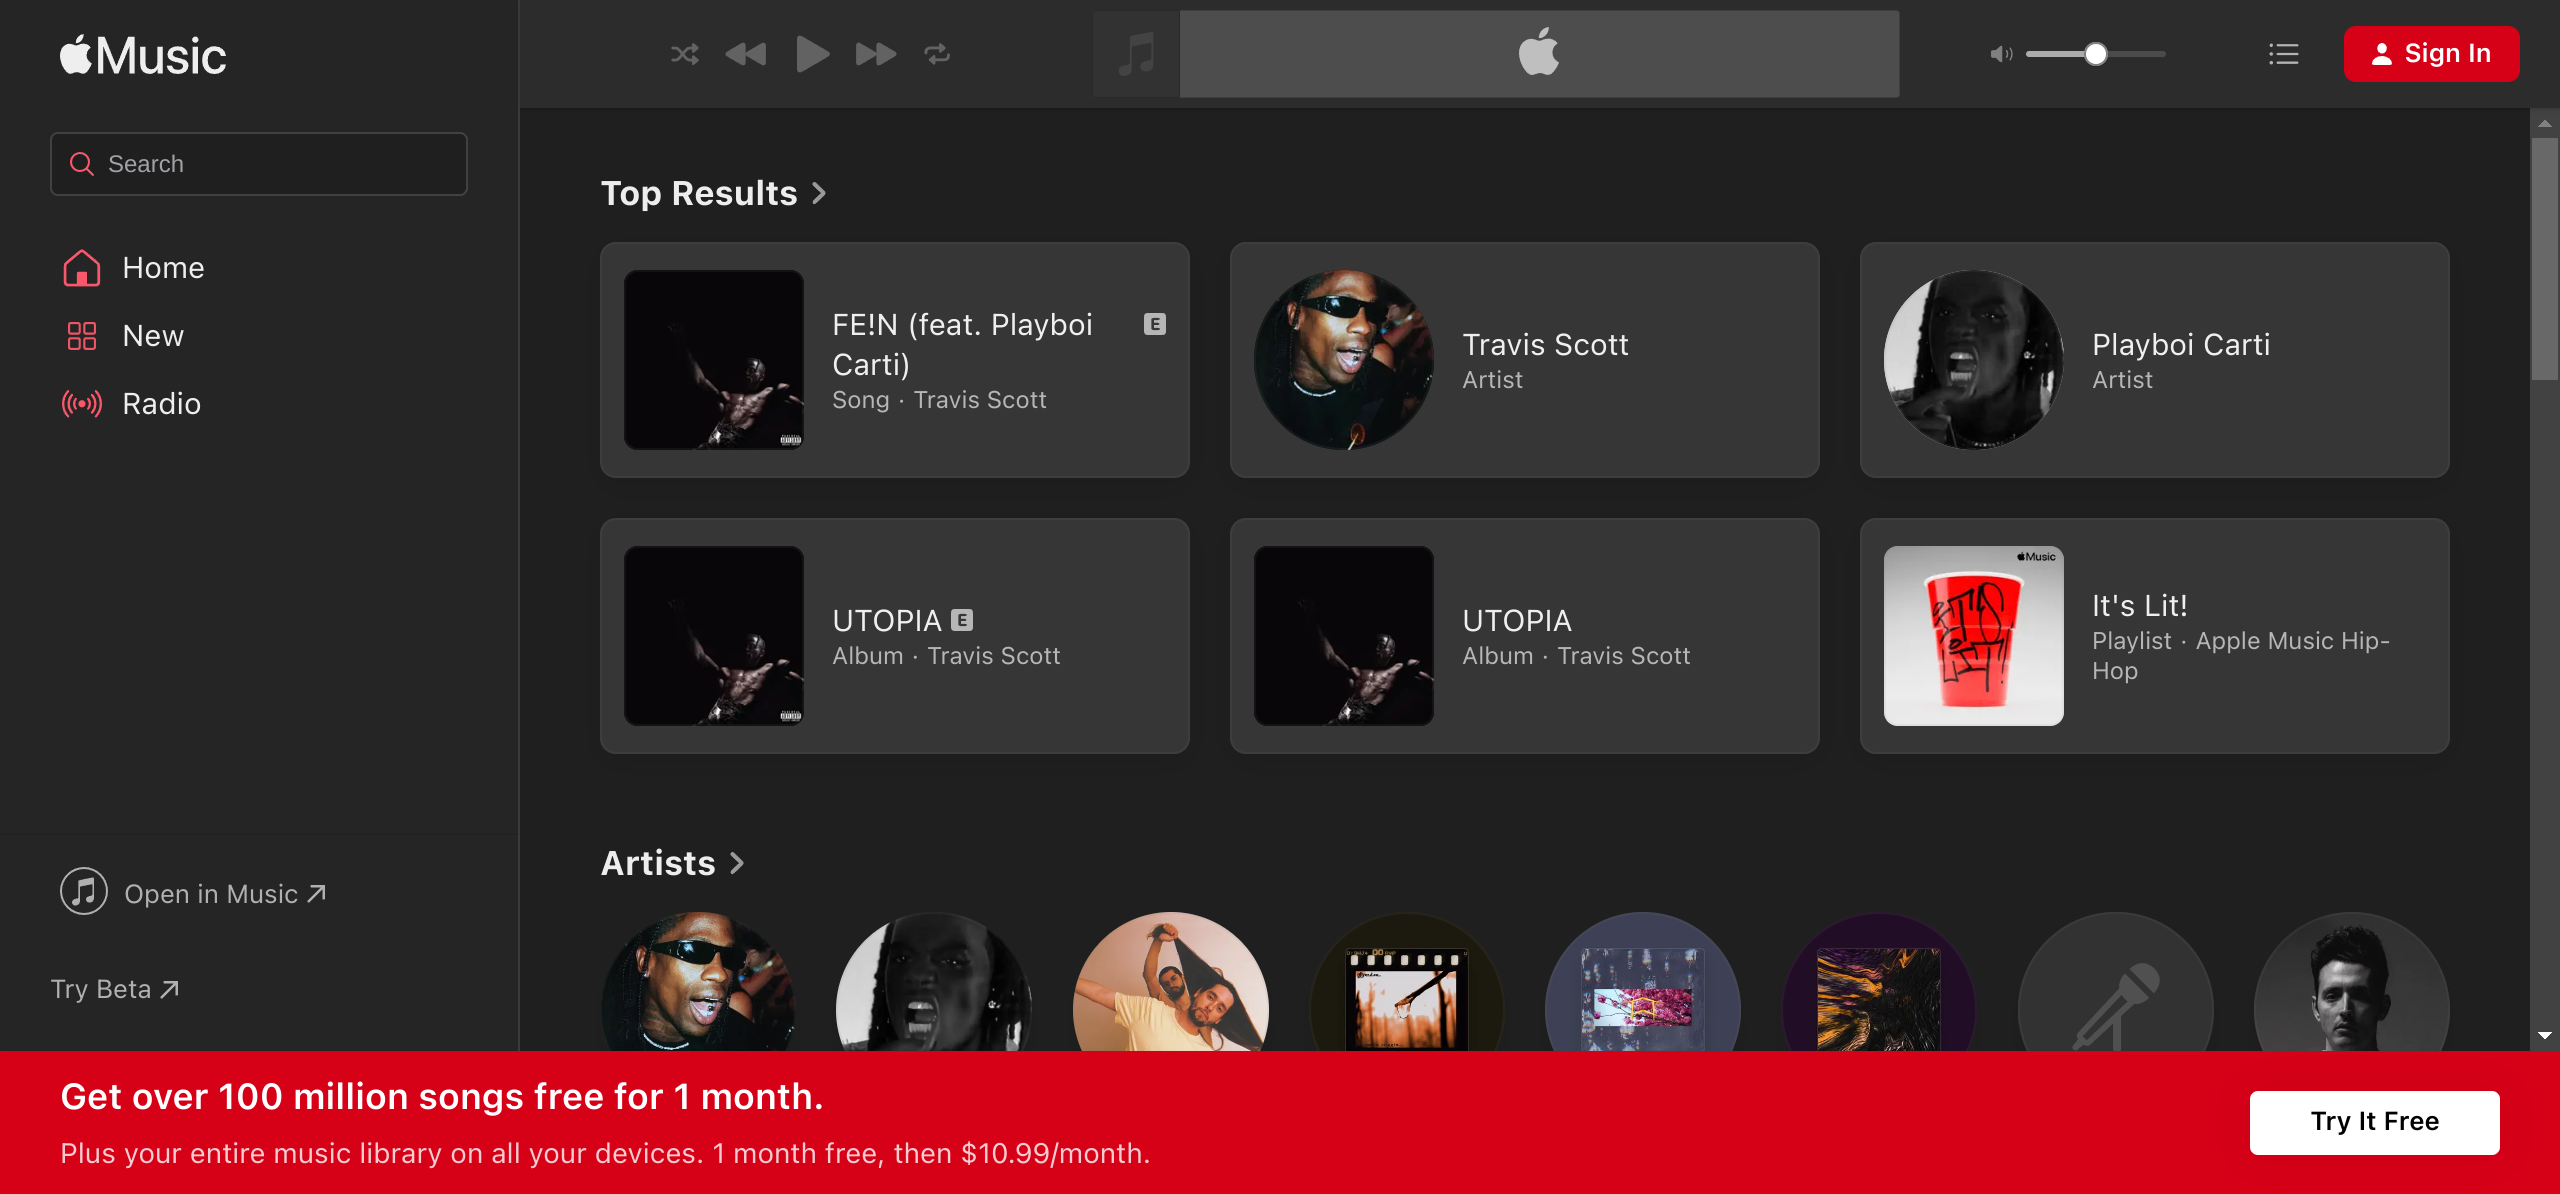 Music
Sign In
Search
Home
New
Radio
Top Results
FE!N (feat. Playboi
Carti)
E
Song · Travis Scott
Travis Scott
Artist
Playboi Carti
Artist
UTOPIA E
Album · Travis Scott
UTOPIA
Album · Travis Scott
Music
It's Lit!
Playlist · Apple Music Hip-
Hop
IT'S
LIT!
Artists
Open in Music
Try Beta
Get over 100 million songs free for 1 month.
Plus your entire music library on all your devices. 1 month free, then $10.99/month.
Try It Free